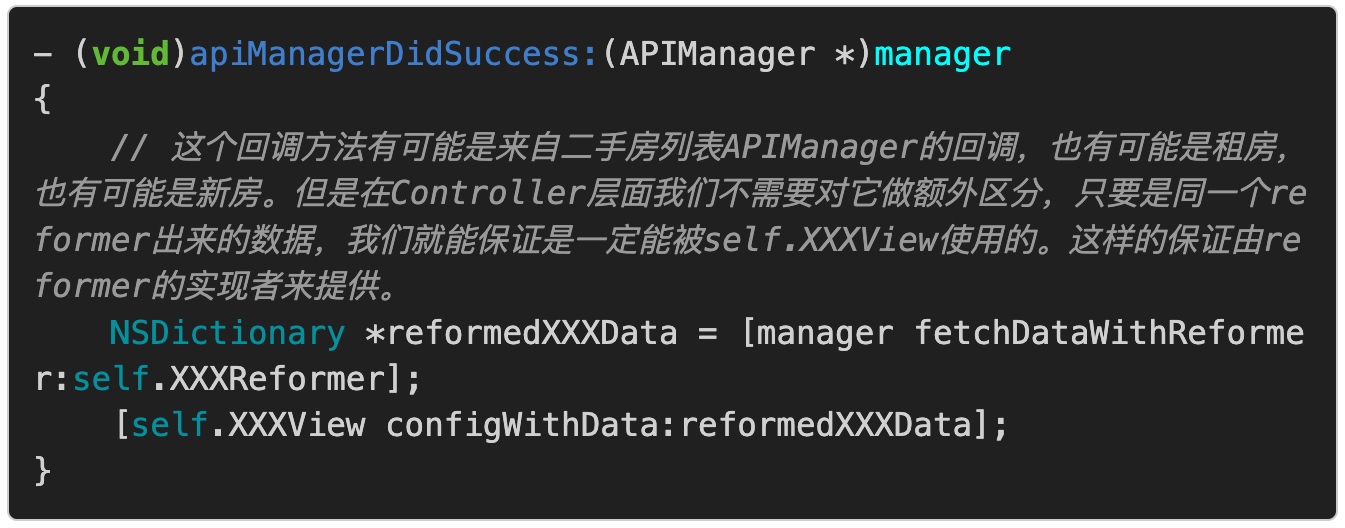 - (void)apiManagerDidSuccess:(APIManager *)manager
{
    // 这个回调方法有可能是来自二手房列表APIManager的回调，也有可能是租房，
也有可能是新房。但是在Controller层面我们不需要对它做额外区分，只要是同一个re
former出来的数据，我们就能保证是一定能被self.XXXView使用的。这样的保证由re
former的实现者来提供。
    NSDictionary *reformedXXXData = [manager fetchDataWithReforme
r:self.XXXReformer];
    [self.XXXView configWithData:reformedXXXData];
}